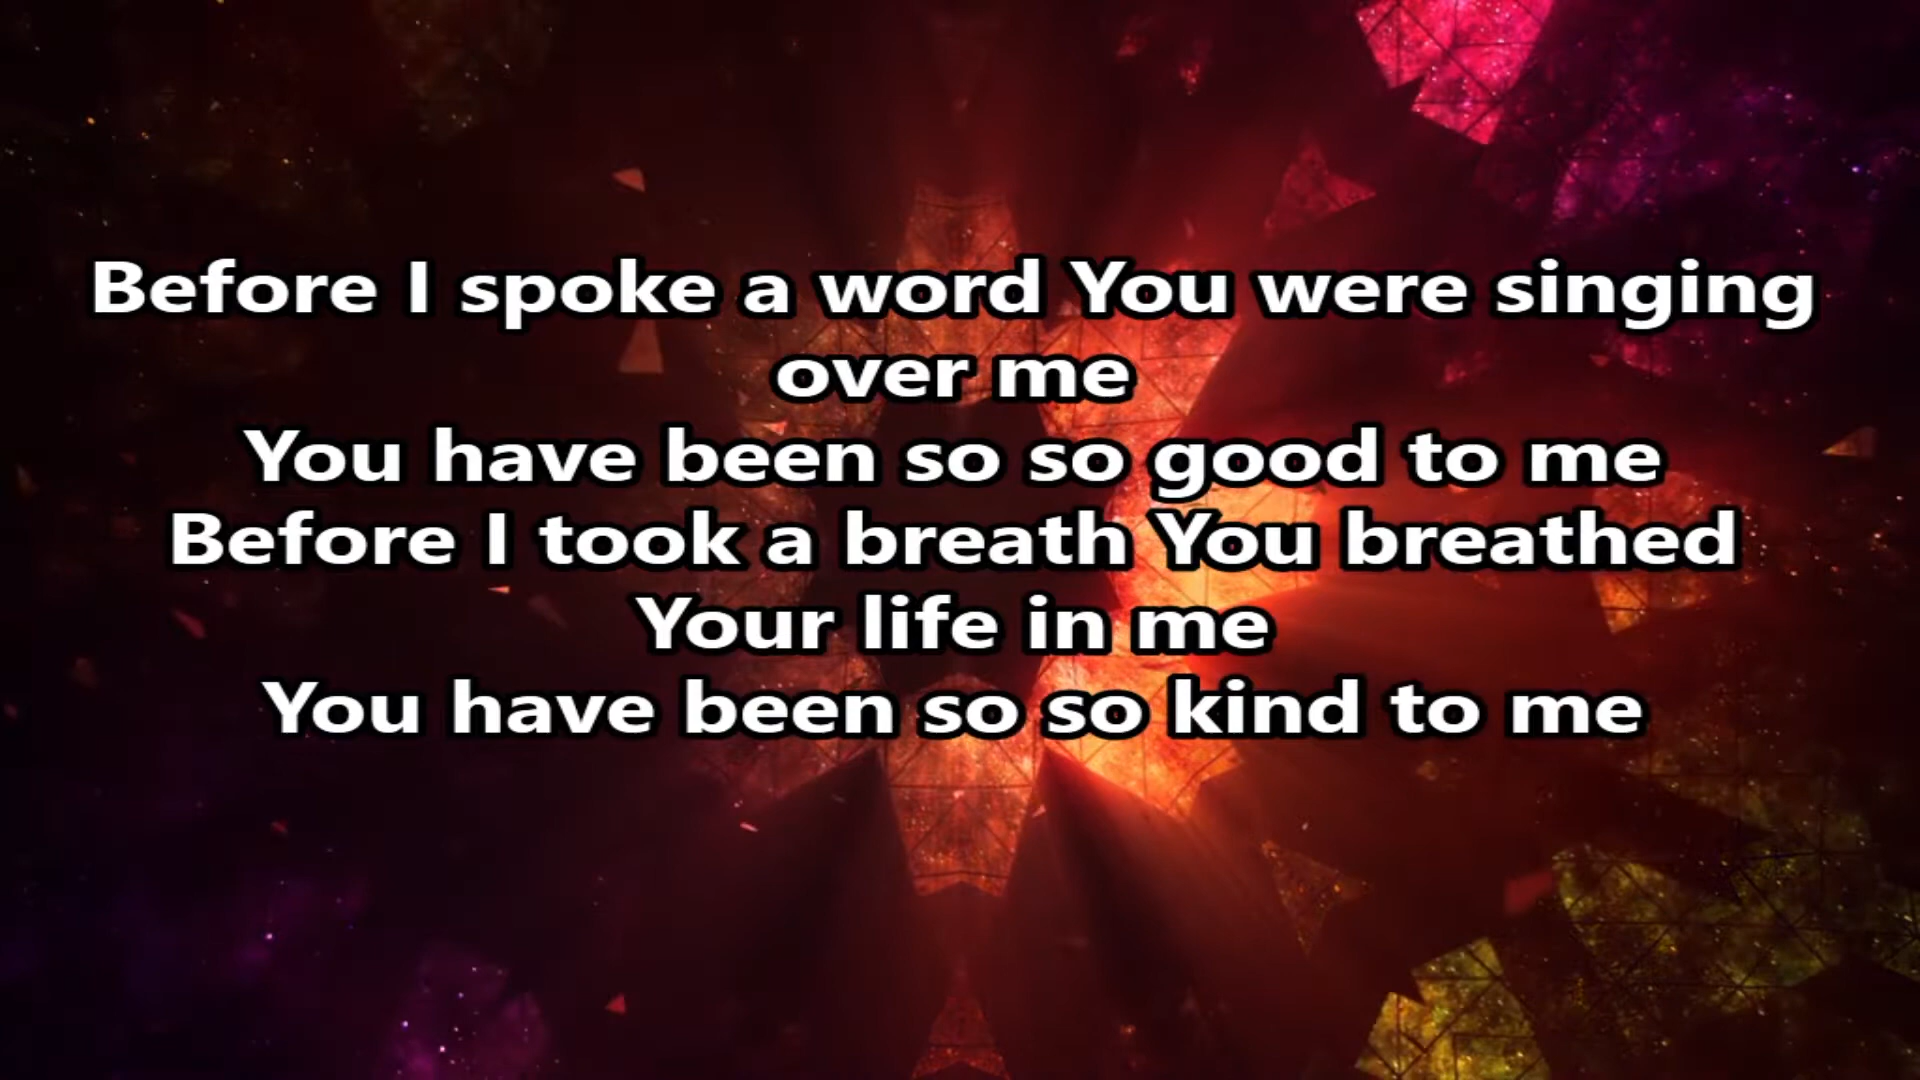 Before I spoke a word You were singing
over me
You have been so so good to me
Before I took a breath You breathed
Your life in me
You have been so so kind to me